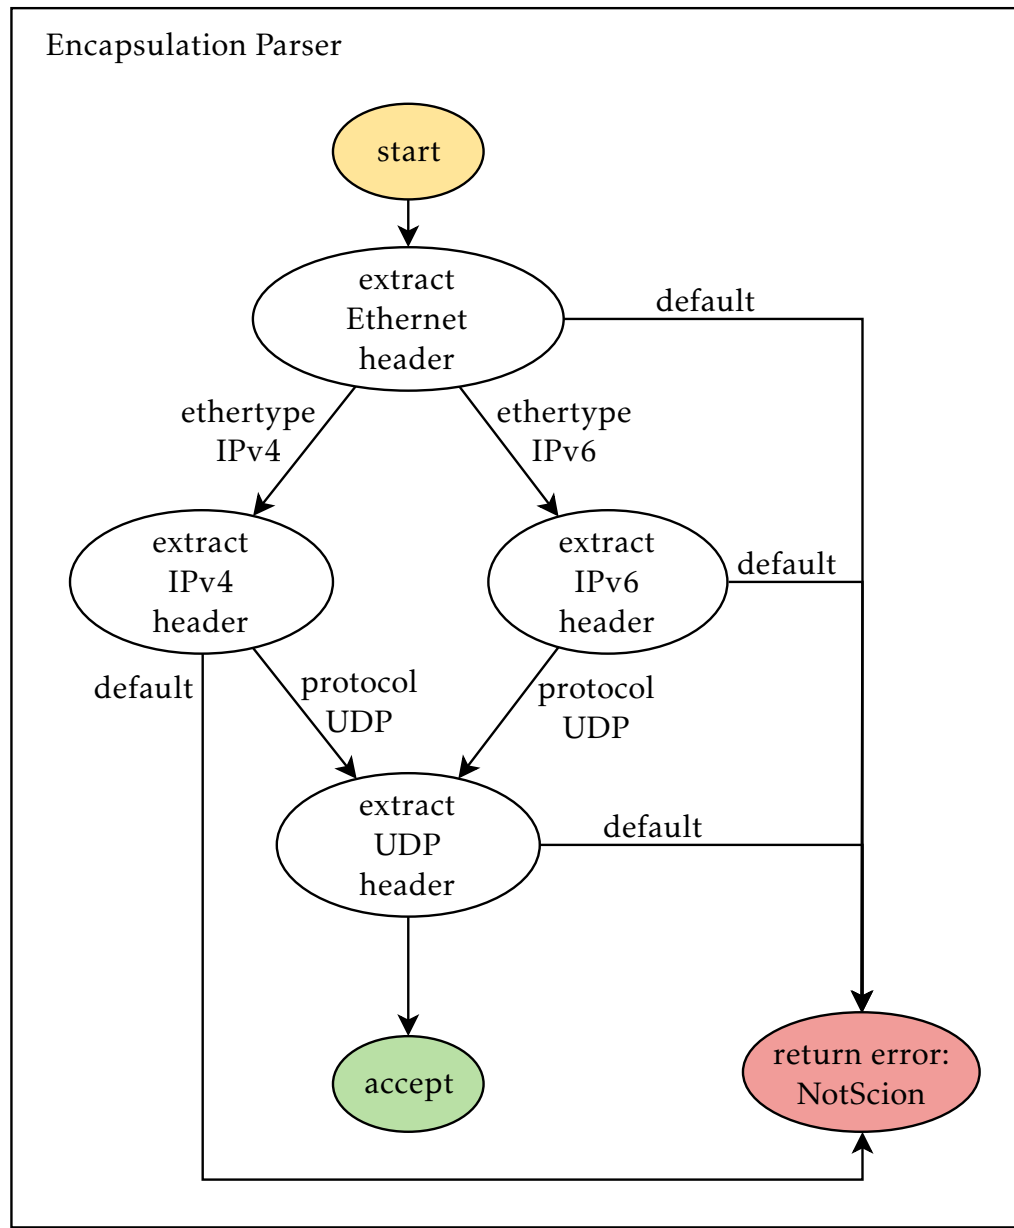 Encapsulation Parser
start
extract
Ethernet
header
default
ethertype
IPv4
ethertype
IPv6
extract
IPv4
header
extract
IPv6
header
default
default
protocol
UDP
protocol
UDP
extract
UDP
header
default
accept
return error:
NotScion